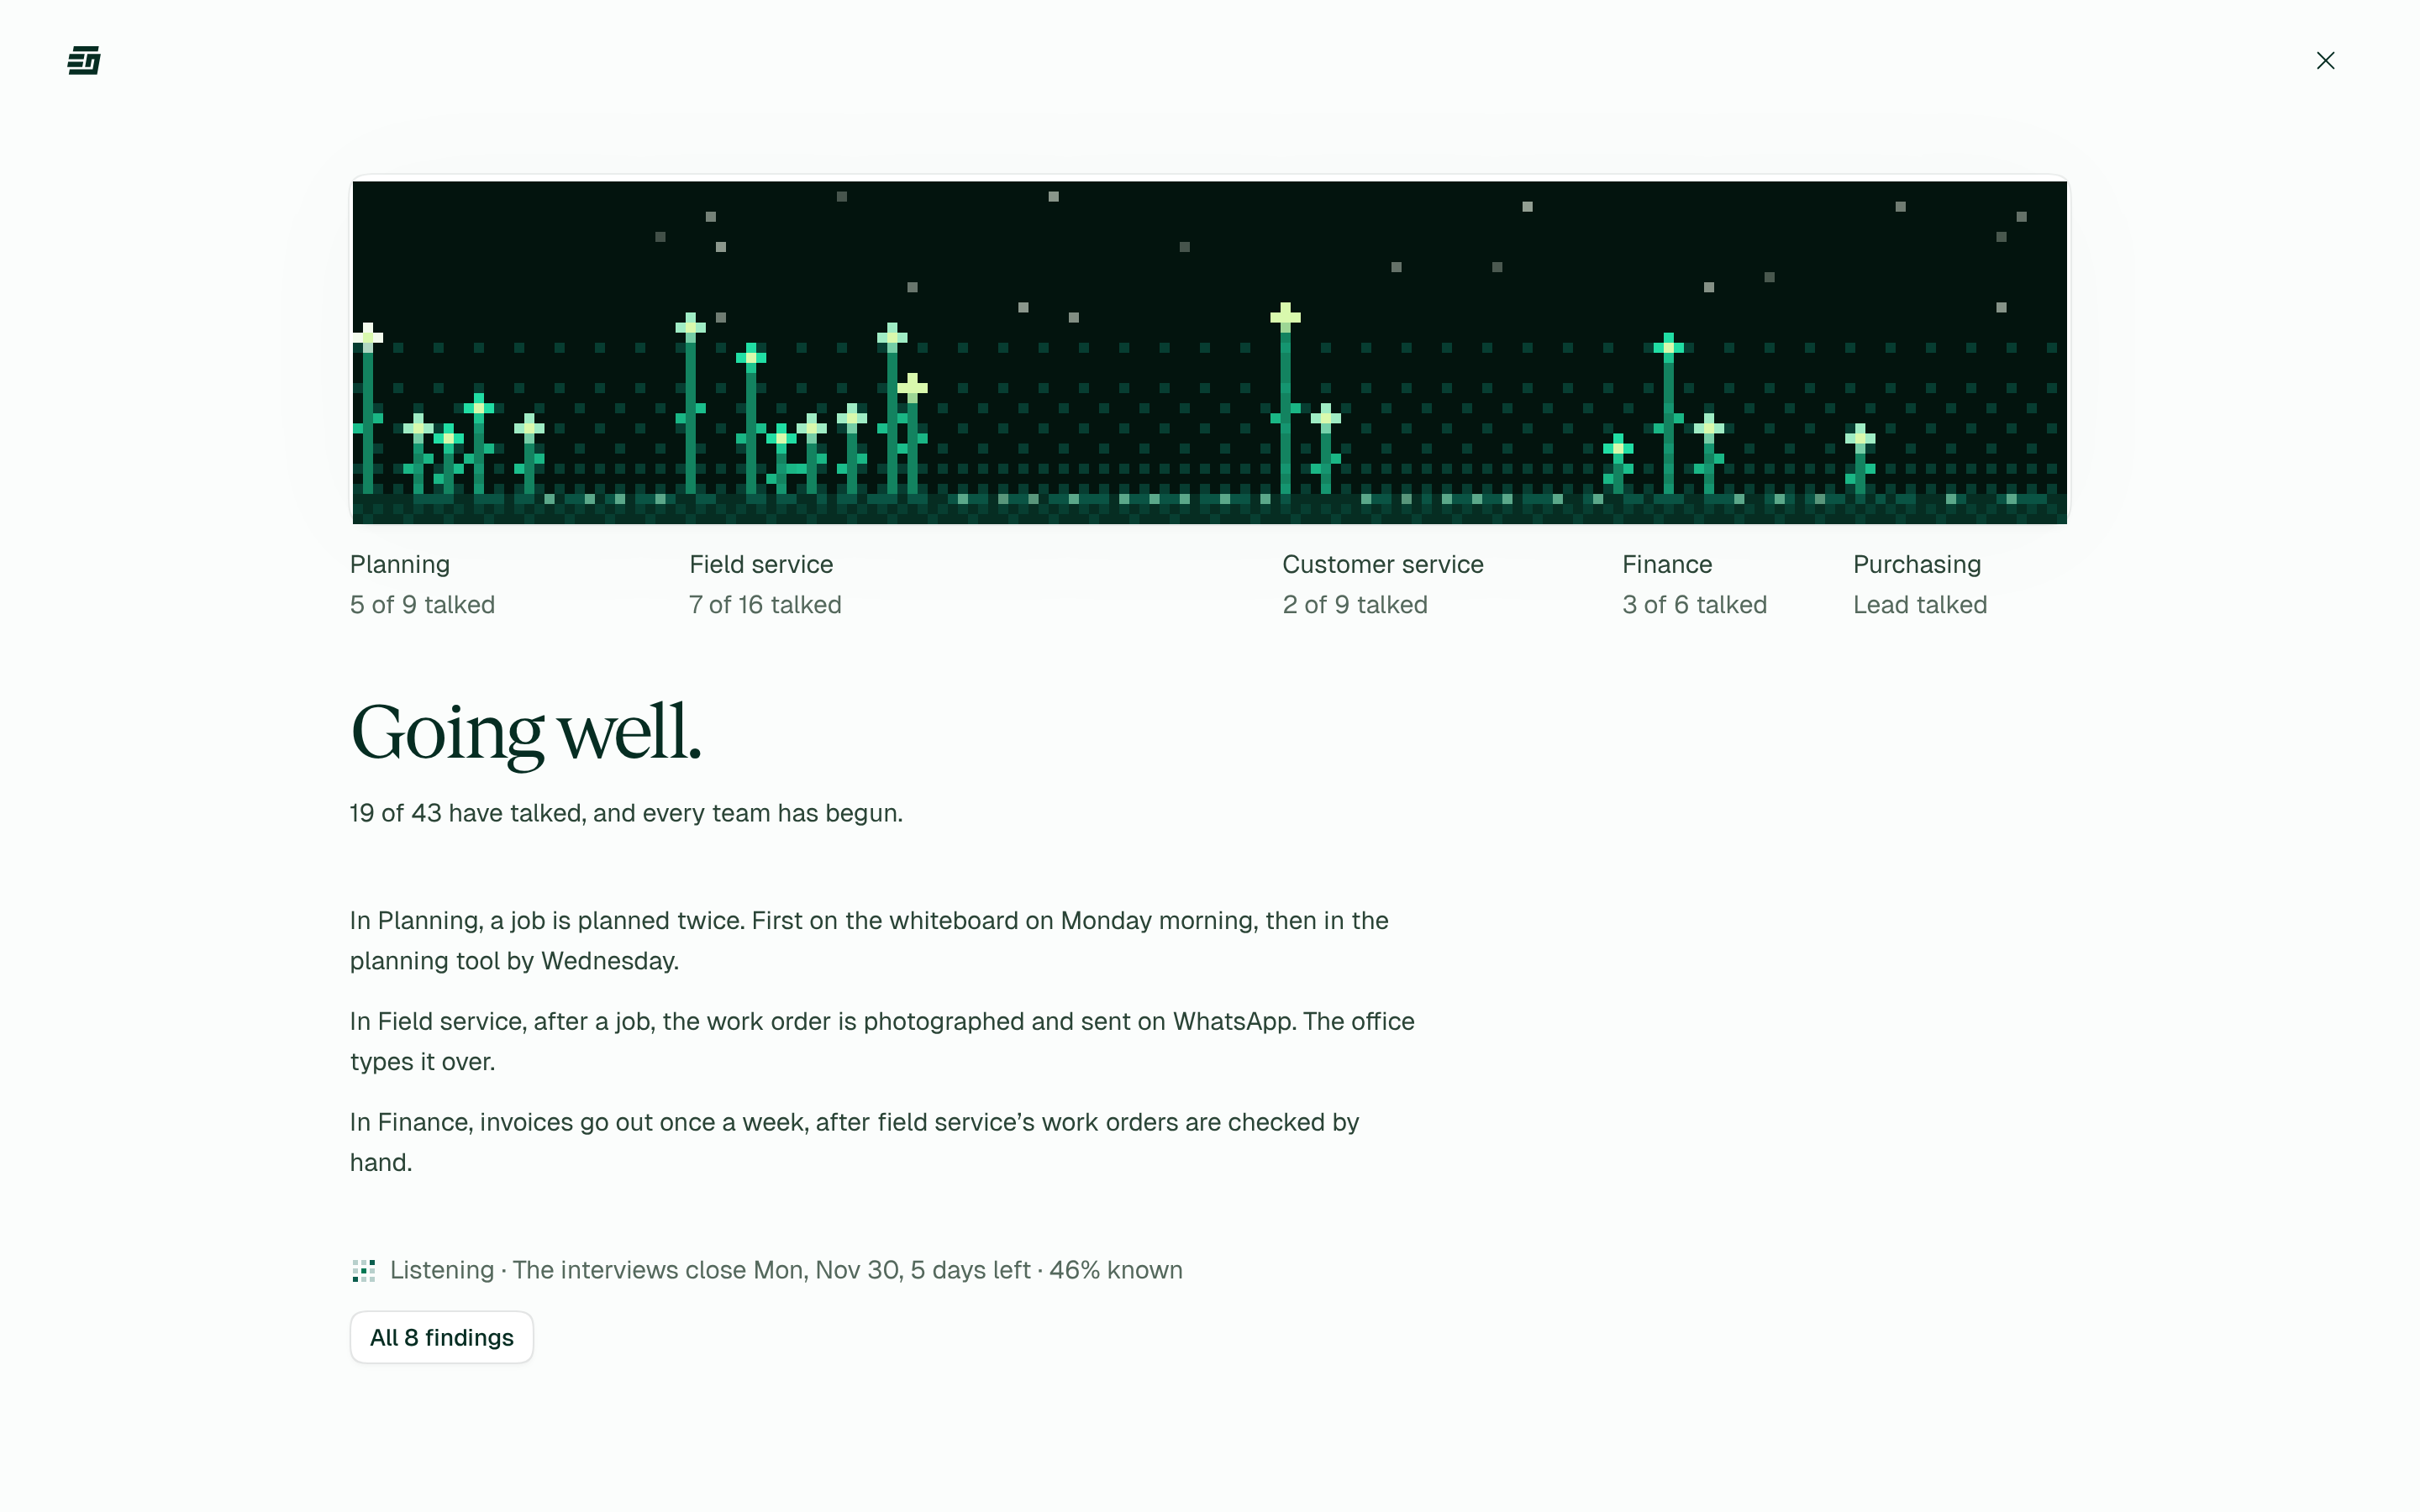 Planning
5 of 9 talked
Field service
7 of 16 talked
Customer service
2 of 9 talked
Finance
3 of 6 talked
Purchasing
Lead talked
Going well.
19 of 43 have talked, and every team has begun.
In Planning, a job is planned twice. First on the whiteboard on Monday morning, then in the
planning tool by Wednesday.
In Field service, after a job, the work order is photographed and sent on WhatsApp. The office
types it over.
In Finance, invoices go out once a week, after field service’s work orders are checked by
hand.
Listening · The interviews close Mon, Nov 30, 5 days left · 46% known
All 8 findings